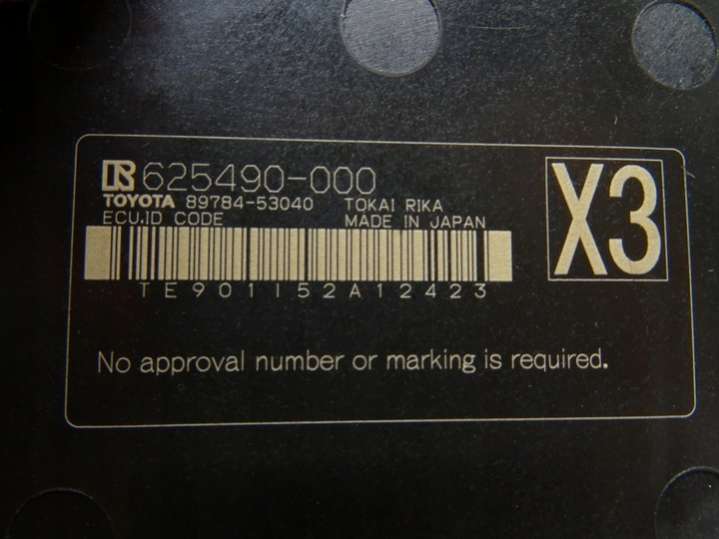 625490-000
TOYOTA 89784-53040 TOKAI RIKA
ECU.ID CODE MADE IN JAPAN
X3
TE901152A12423
No approval number or marking is required.